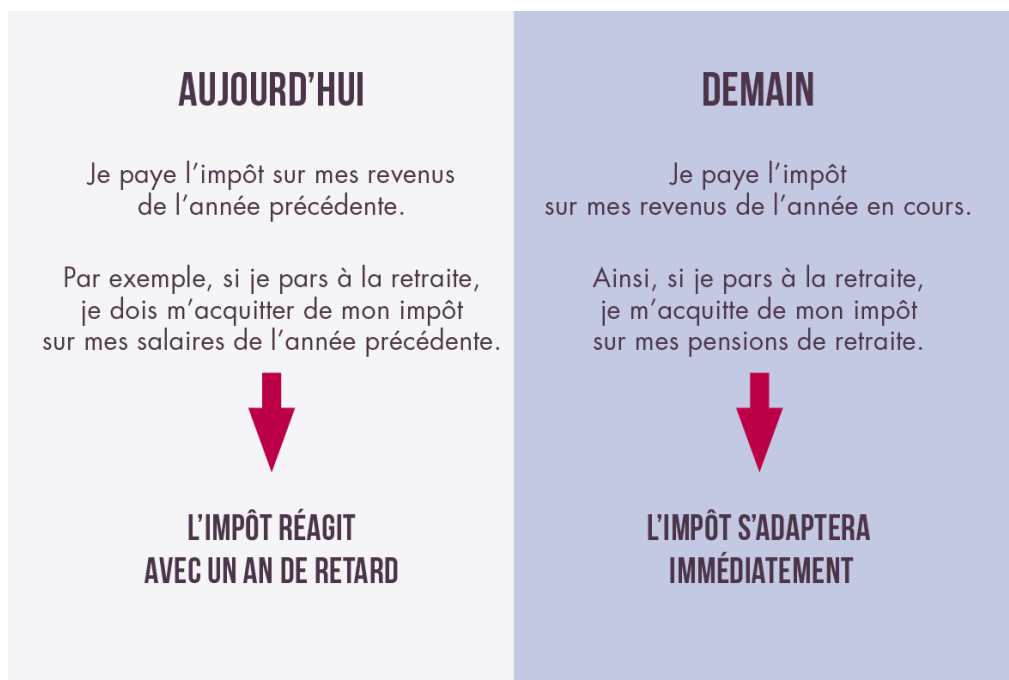 AUJOURD’HUI
Je paye l’impôt sur mes revenus
de l’année précédente.
Par exemple, si je pars à la retraite,
je dois m’acquitter de mon impôt
sur mes salaires de l’année précédente.
L’IMPÔT RÉAGIT
AVEC UN AN DE RETARD
DEMAIN
Je paye l’impôt
sur mes revenus de l’année en cours.
Ainsi, si je pars à la retraite,
je m’acquitte de mon impôt
sur mes pensions de retraite.
L’IMPÔT S’ADAPTERA
IMMÉDIATEMENT